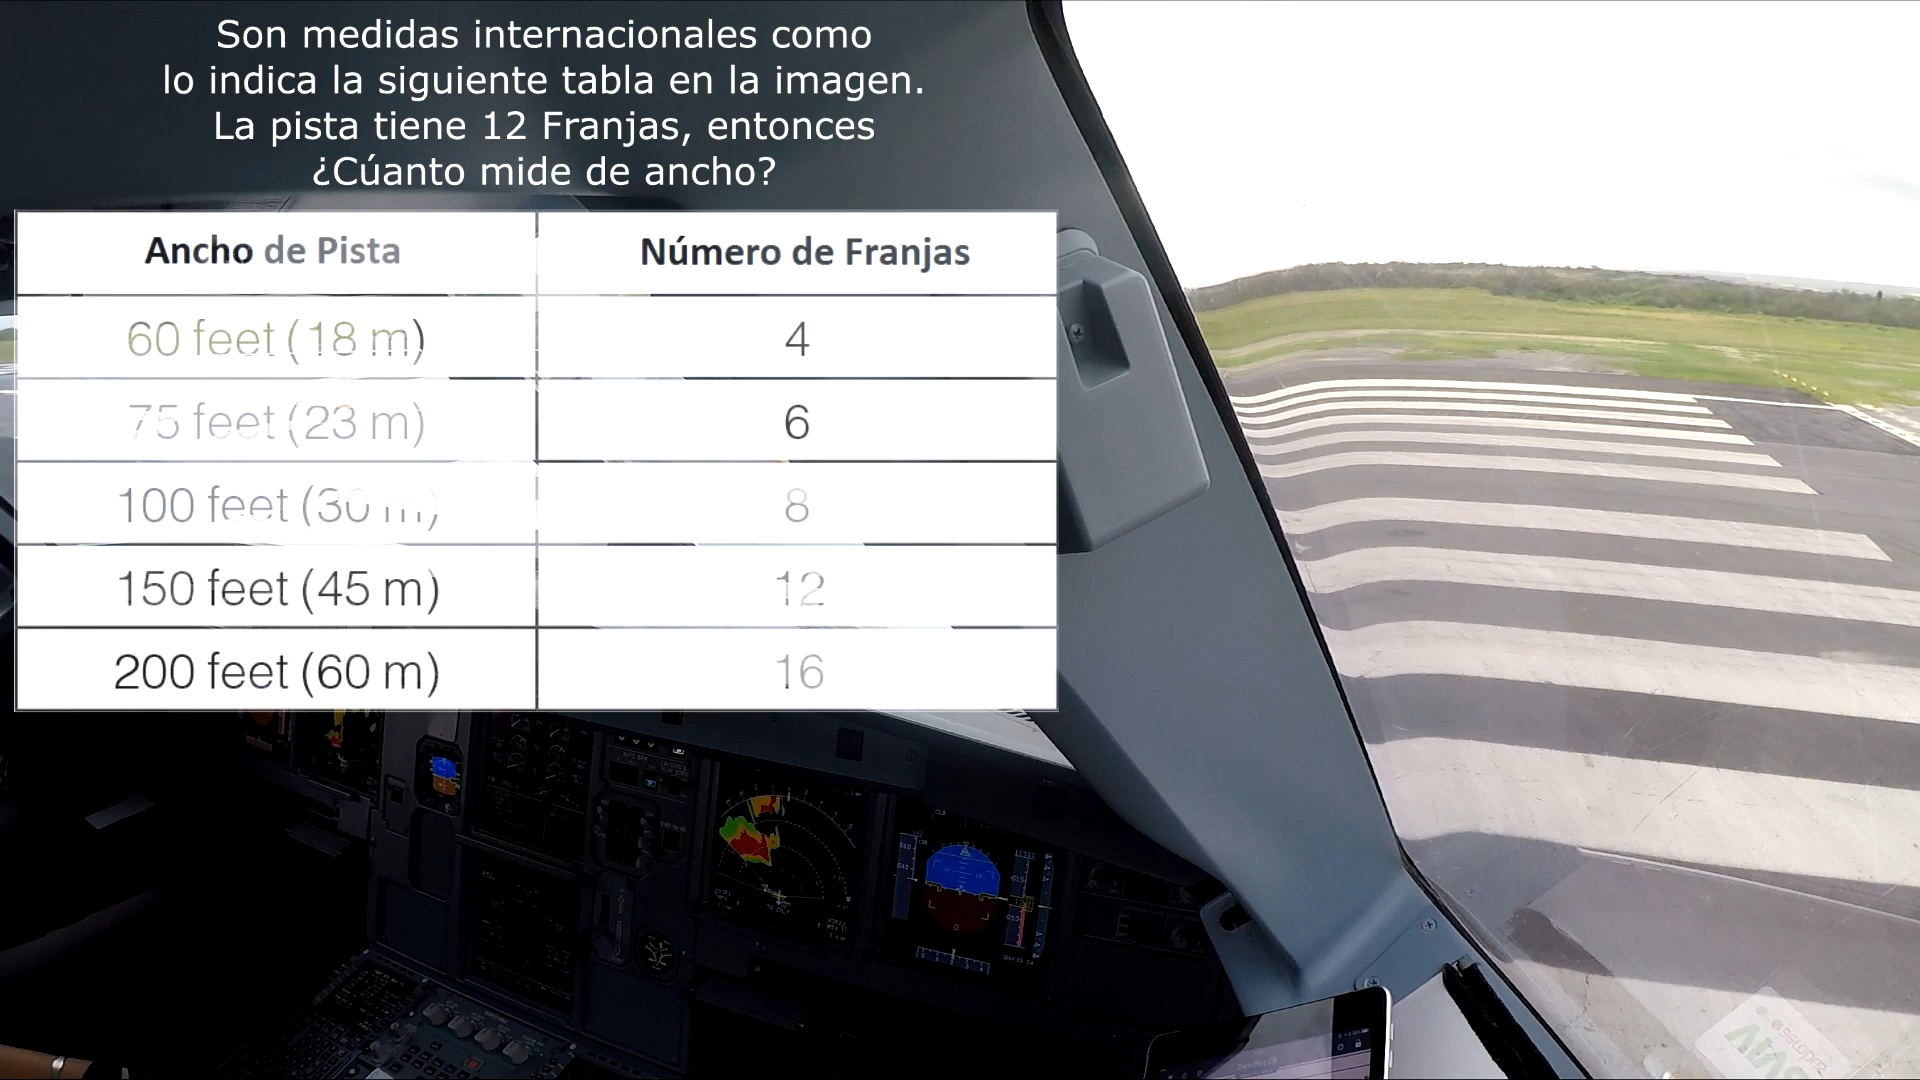 Son medidas internacionales como
lo indica la siguiente tabla en la imagen.
La pista tiene 12 Franjas, entonces
¿Cúanto mide de ancho?
Ancho de Pista Número de Franjas
60 feet (18 m) 4
75 feet (23 m) 6
100 feet (30 m) 8
150 feet (45 m) 12
200 feet (60 m) 16